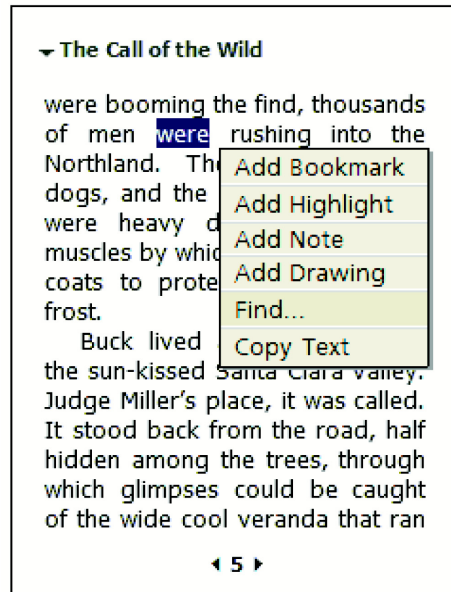 The Call of the Wild
were booming the find, thousands
of men were rushing into the
Northland.
dogs, and the
were heavy
muscles by
coats to
frost.
Buck lived
the sun-kissed Santa Clara Valley.
Judge Miller's place, it was called.
It stood back from the road, half
hidden among the trees, through
which glimpses could be caught
of the wide cool veranda that ran
5
Add Bookmark
Add Highlight
Add Note
Add Drawing
Find...
Copy Text